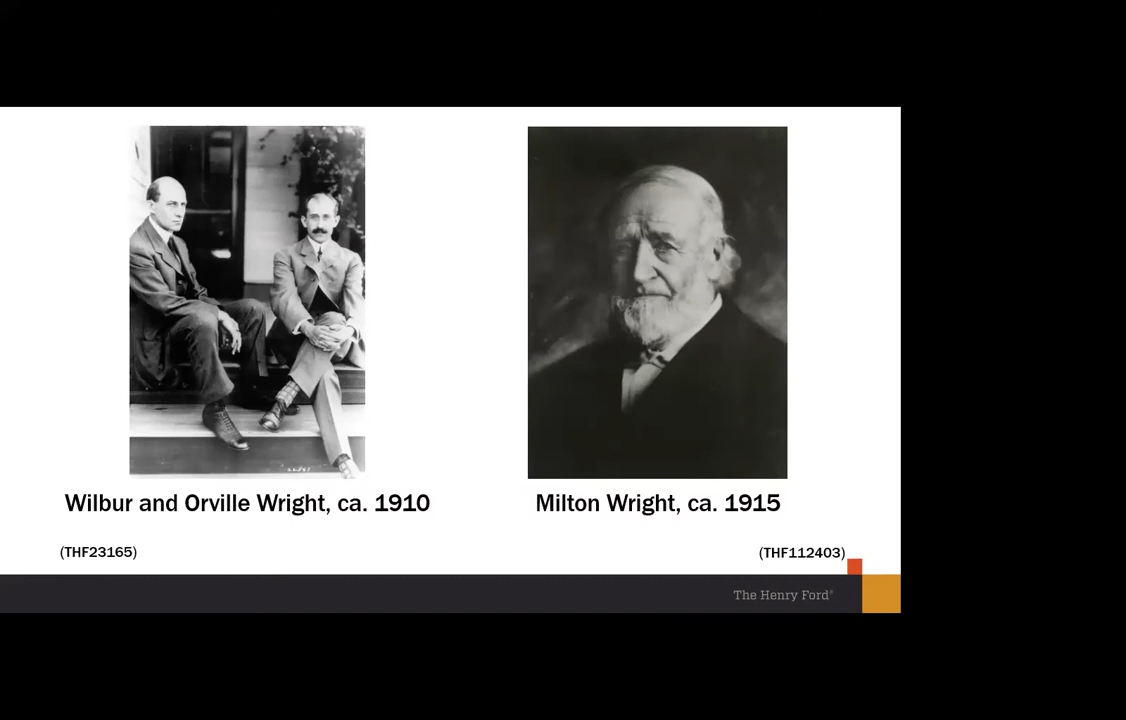 Wilbur and Orville Wright, ca. 1910
Milton Wright, ca. 1915
(THF23165)
(THF112403)
The Henry Ford®